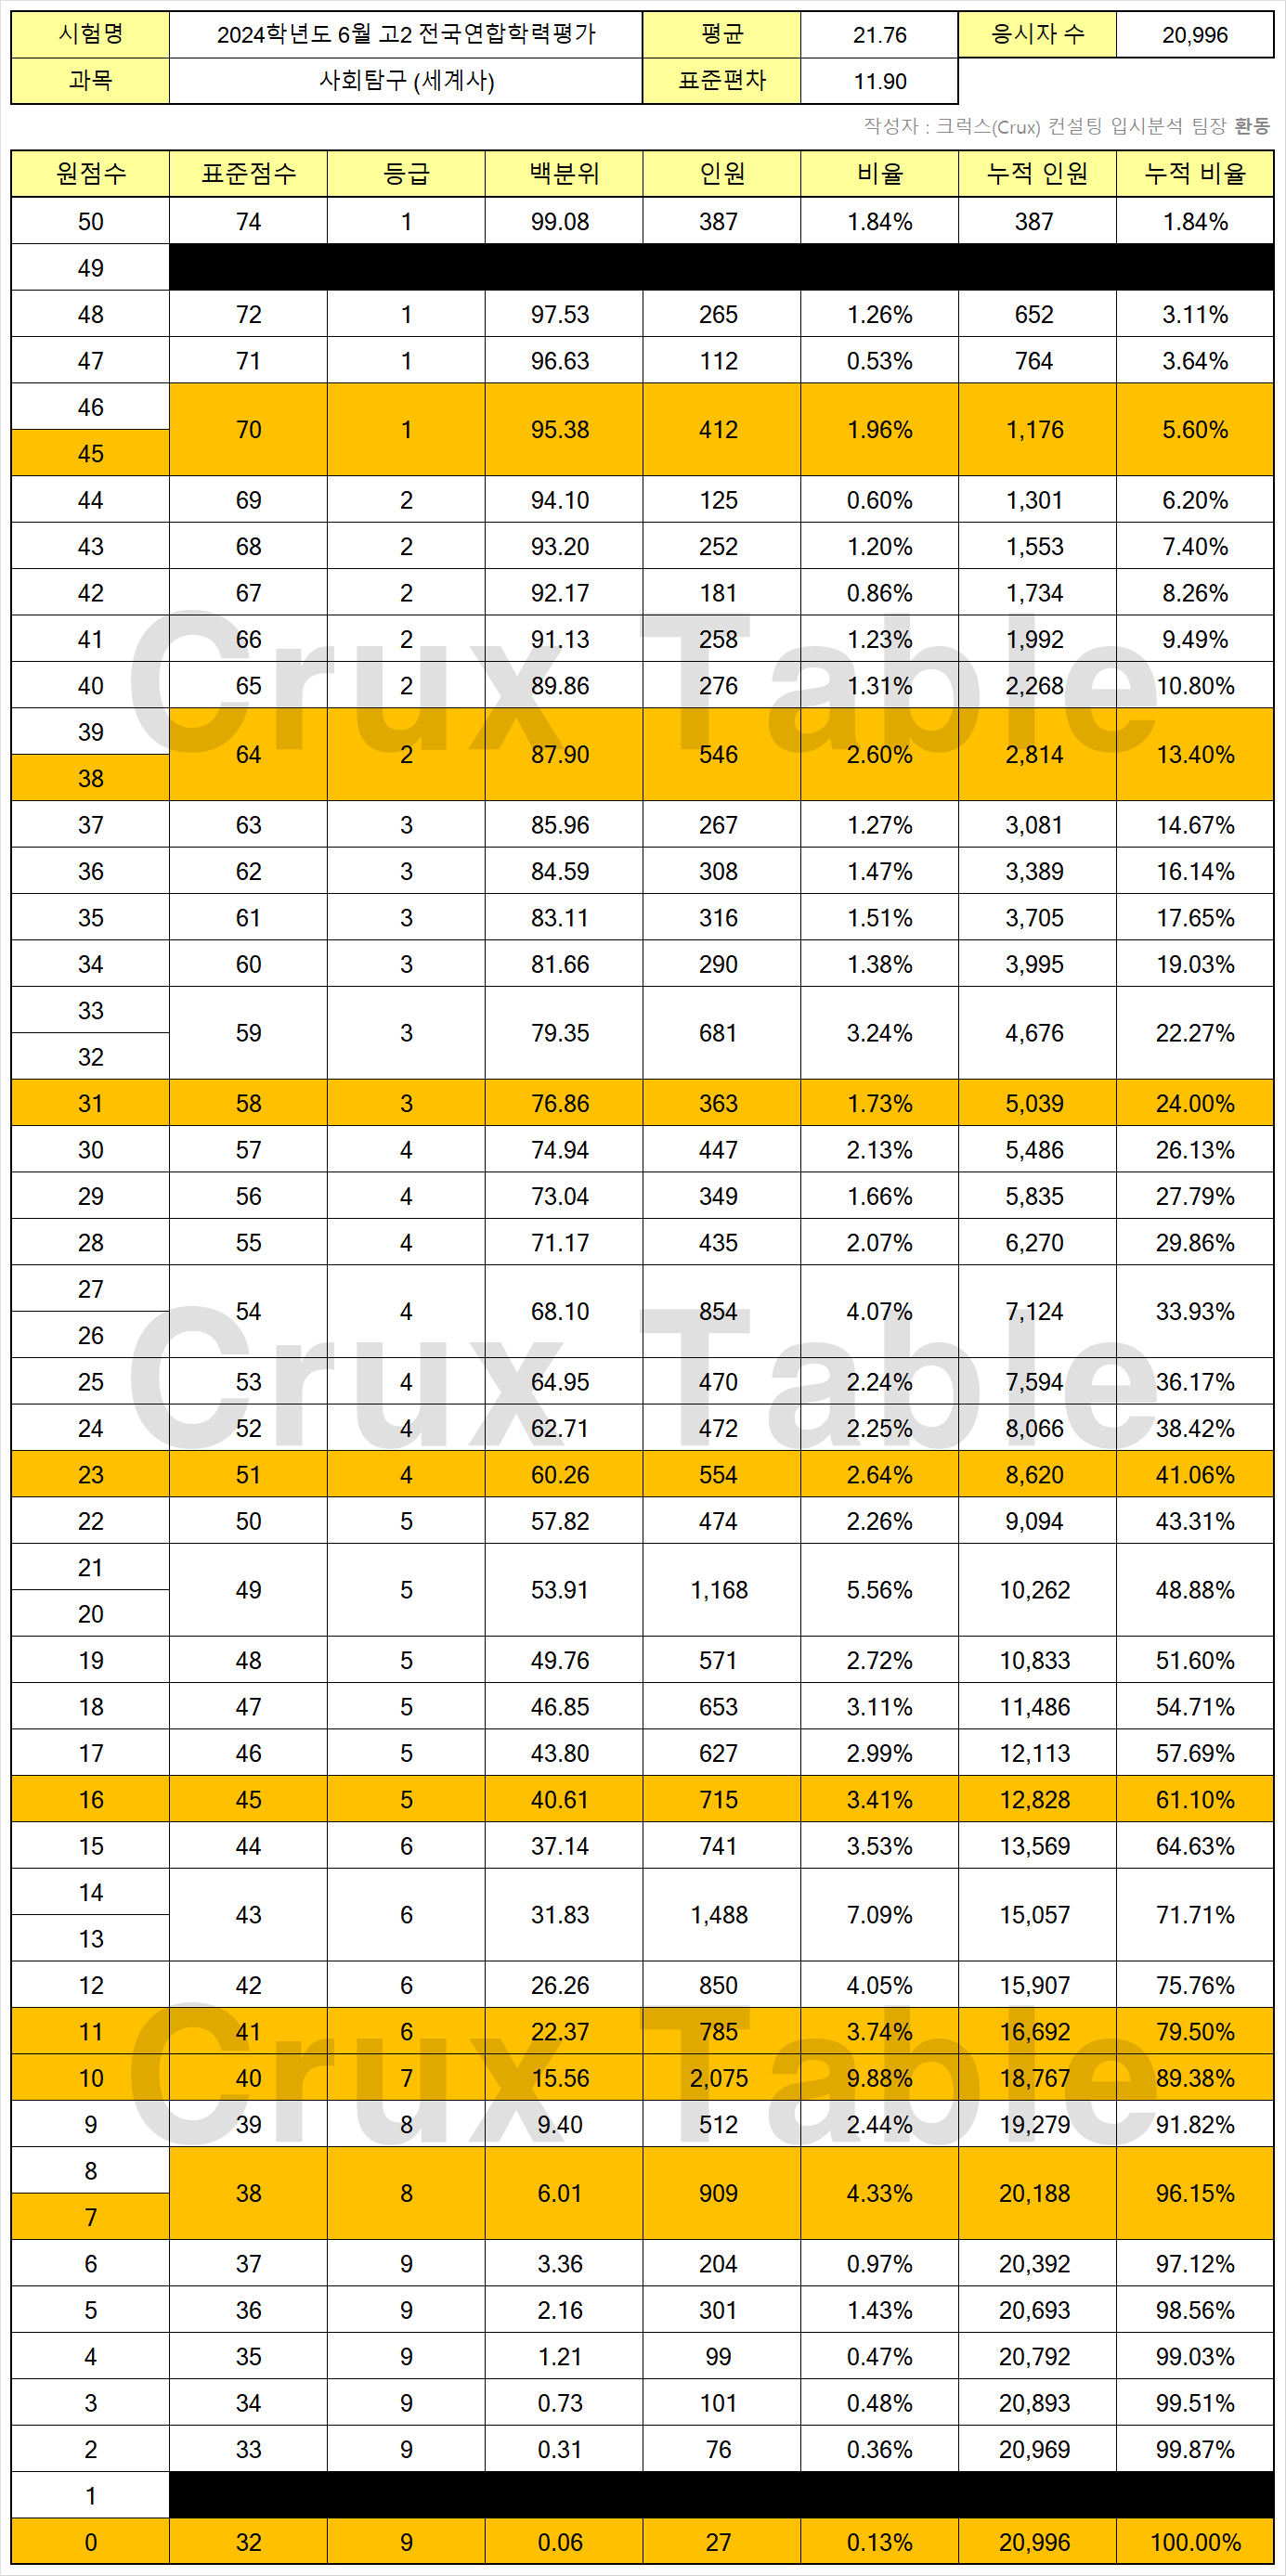 시험명 2024학년도 6월 고2 전국연합학력평가 평균 21.76 응시자 수 20,996
과목 사회탐구 (세계사) 표준편차 11.90
작성자 : 크럭스(Crux) 컨설팅 입시분석 팀장 환동
원점수 표준점수 등급 백분위 인원 비율 누적 인원 누적 비율
50 74 1 99.08 387 1.84% 387 1.84%
49
48 72 1 97.53 265 1.26% 652 3.11%
47 71 1 96.63 112 0.53% 764 3.64%
46
70 1 95.38 412 1.96% 1,176 5.60%
45
44 69 2 94.10 125 0.60% 1,301 6.20%
43 68 2 93.20 252 1.20% 1,553 7.40%
42 67 2 92.17 181 0.86% 1,734 8.26%
41 66 2 91.13 258 1.23% 1,992 9.49%
Crux Table
40 65 2 89.86 276 1.31% 2,268 10.80%
39
64 2 87.90 546 2.60% 2,814 13.40%
38
37 63 3 85.96 267 1.27% 3,081 14.67%
36 62 3 84.59 308 1.47% 3,389 16.14%
35 61 3 83.11 316 1.51% 3,705 17.65%
34 60 3 81.66 290 1.38% 3,995 19.03%
33
59 3 79.35 681 3.24% 4,676 22.27%
32
31 58 3 76.86 363 1.73% 5,039 24.00%
30 57 4 74.94 447 2.13% 5,486 26.13%
29 56 4 73.04 349 1.66% 5,835 27.79%
28 55 4 71.17 435 2.07% 6,270 29.86%
27
54 4 68.10 854 4.07% 7,124 33.93%
26
Crux Table
25 53 4 64.95 470 2.24% 7,594 36.17%
24 52 4 62.71 472 2.25% 8,066 38.42%
23 51 4 60.26 554 2.64% 8,620 41.06%
22 50 5 57.82 474 2.26% 9,094 43.31%
21
49 5 53.91 1,168 5.56% 10,262 48.88%
20
19 48 5 49.76 571 2.72% 10,833 51.60%
18 47 5 46.85 653 3.11% 11,486 54.71%
17 46 5 43.80 627 2.99% 12,113 57.69%
16 45 5 40.61 715 3.41% 12,828 61.10%
15 44 6 37.14 741 3.53% 13,569 64.63%
14
43 6 31.83 1,488 7.09% 15,057 71.71%
13
12 42 6 26.26 850 4.05% 15,907 75.76%
11 41 6 22.37 785 3.74% 16,692 79.50%
Crux Table
10 40 7 15.56 2,075 9.88% 18,767 89.38%
9 39 8 9.40 512 2.44% 19,279 91.82%
8
38 8 6.01 909 4.33% 20,188 96.15%
7
6 37 9 3.36 204 0.97% 20,392 97.12%
5 36 9 2.16 301 1.43% 20,693 98.56%
4 35 9 1.21 99 0.47% 20,792 99.03%
3 34 9 0.73 101 0.48% 20,893 99.51%
2 33 9 0.31 76 0.36% 20,969 99.87%
1
0 32 9 0.06 27 0.13% 20,996 100.00%